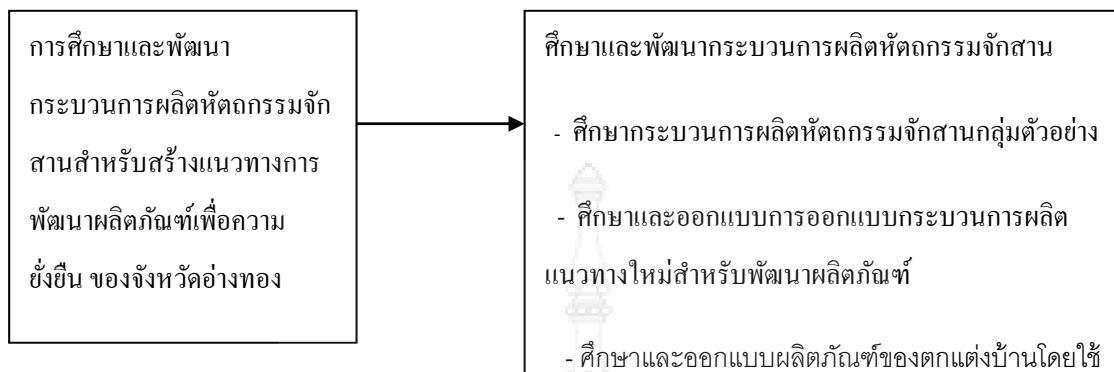 การศึกษาและพัฒนา
กระบวนการผลิตหัตถกรรมจัก
สานสำหรับสร้างแนวทางการ
พัฒนาผลิตภัณฑ์เพื่อความ
ยั่งยืน ของจังหวัดอ่างทอง
ศึกษาและพัฒนากระบวนการผลิตหัตถกรรมจักสาน
- ศึกษากระบวนการผลิตหัตถกรรมจักสานกลุ่มตัวอย่าง
- ศึกษาและออกแบบการออกแบบกระบวนการผลิต
แนวทางใหม่สำหรับพัฒนาผลิตภัณฑ์
- ศึกษาและออกแบบผลิตภัณฑ์ของตกแต่งบ้านโดยใช้